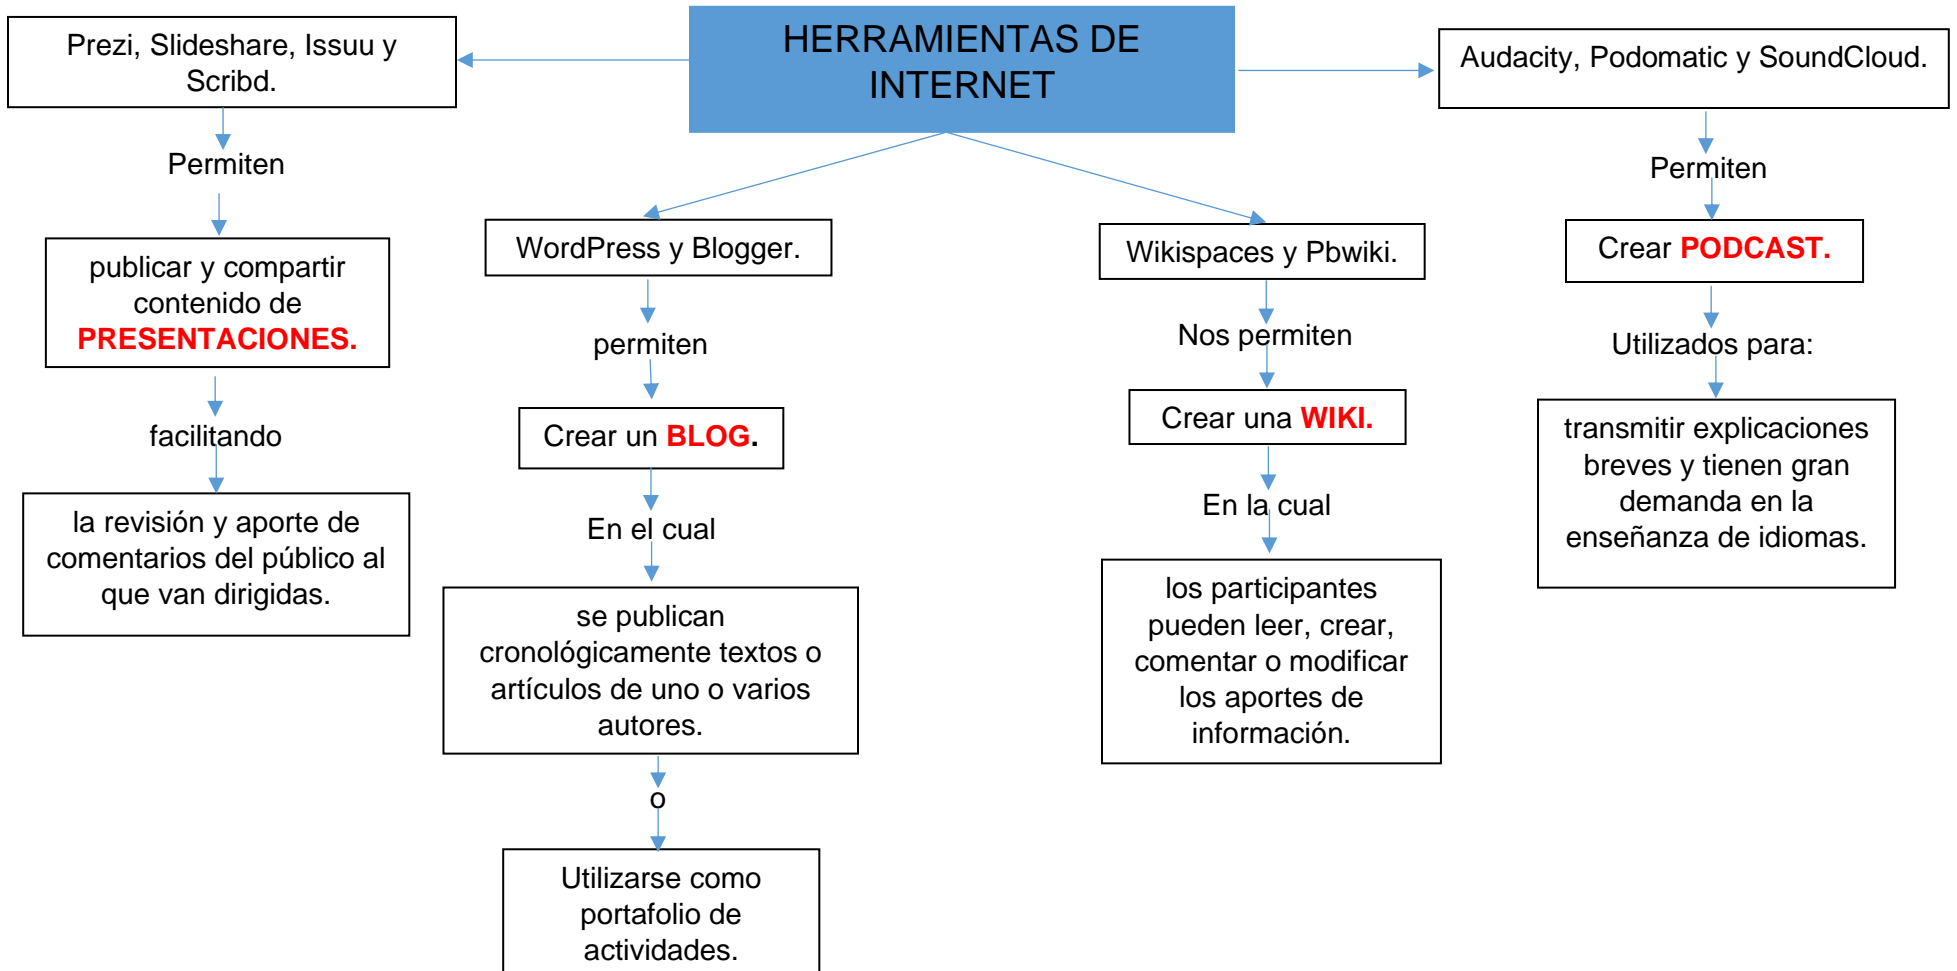 HERRAMIENTAS DE
INTERNET
Prezi, Slideshare, Issuu y
Scribd.
Permiten
publicar y compartir
contenido de
PRESENTACIONES.
facilitando
la revisión y aporte de
comentarios del público al
que van dirigidas.
WordPress y Blogger.
permiten
Crear un BLOG.
En el cual
se publican
cronológicamente textos o
artículos de uno o varios
autores.
o
Utilizarse como
portafolio de
actividades.
Wikispaces y Pbwiki.
Nos permiten
Crear una WIKI.
En la cual
los participantes
pueden leer, crear,
comentar o modificar
los aportes de
información.
Audacity, Podomatic y SoundCloud.
Permiten
Crear PODCAST.
Utilizados para:
transmitir explicaciones
breves y tienen gran
demanda en la
enseñanza de idiomas.